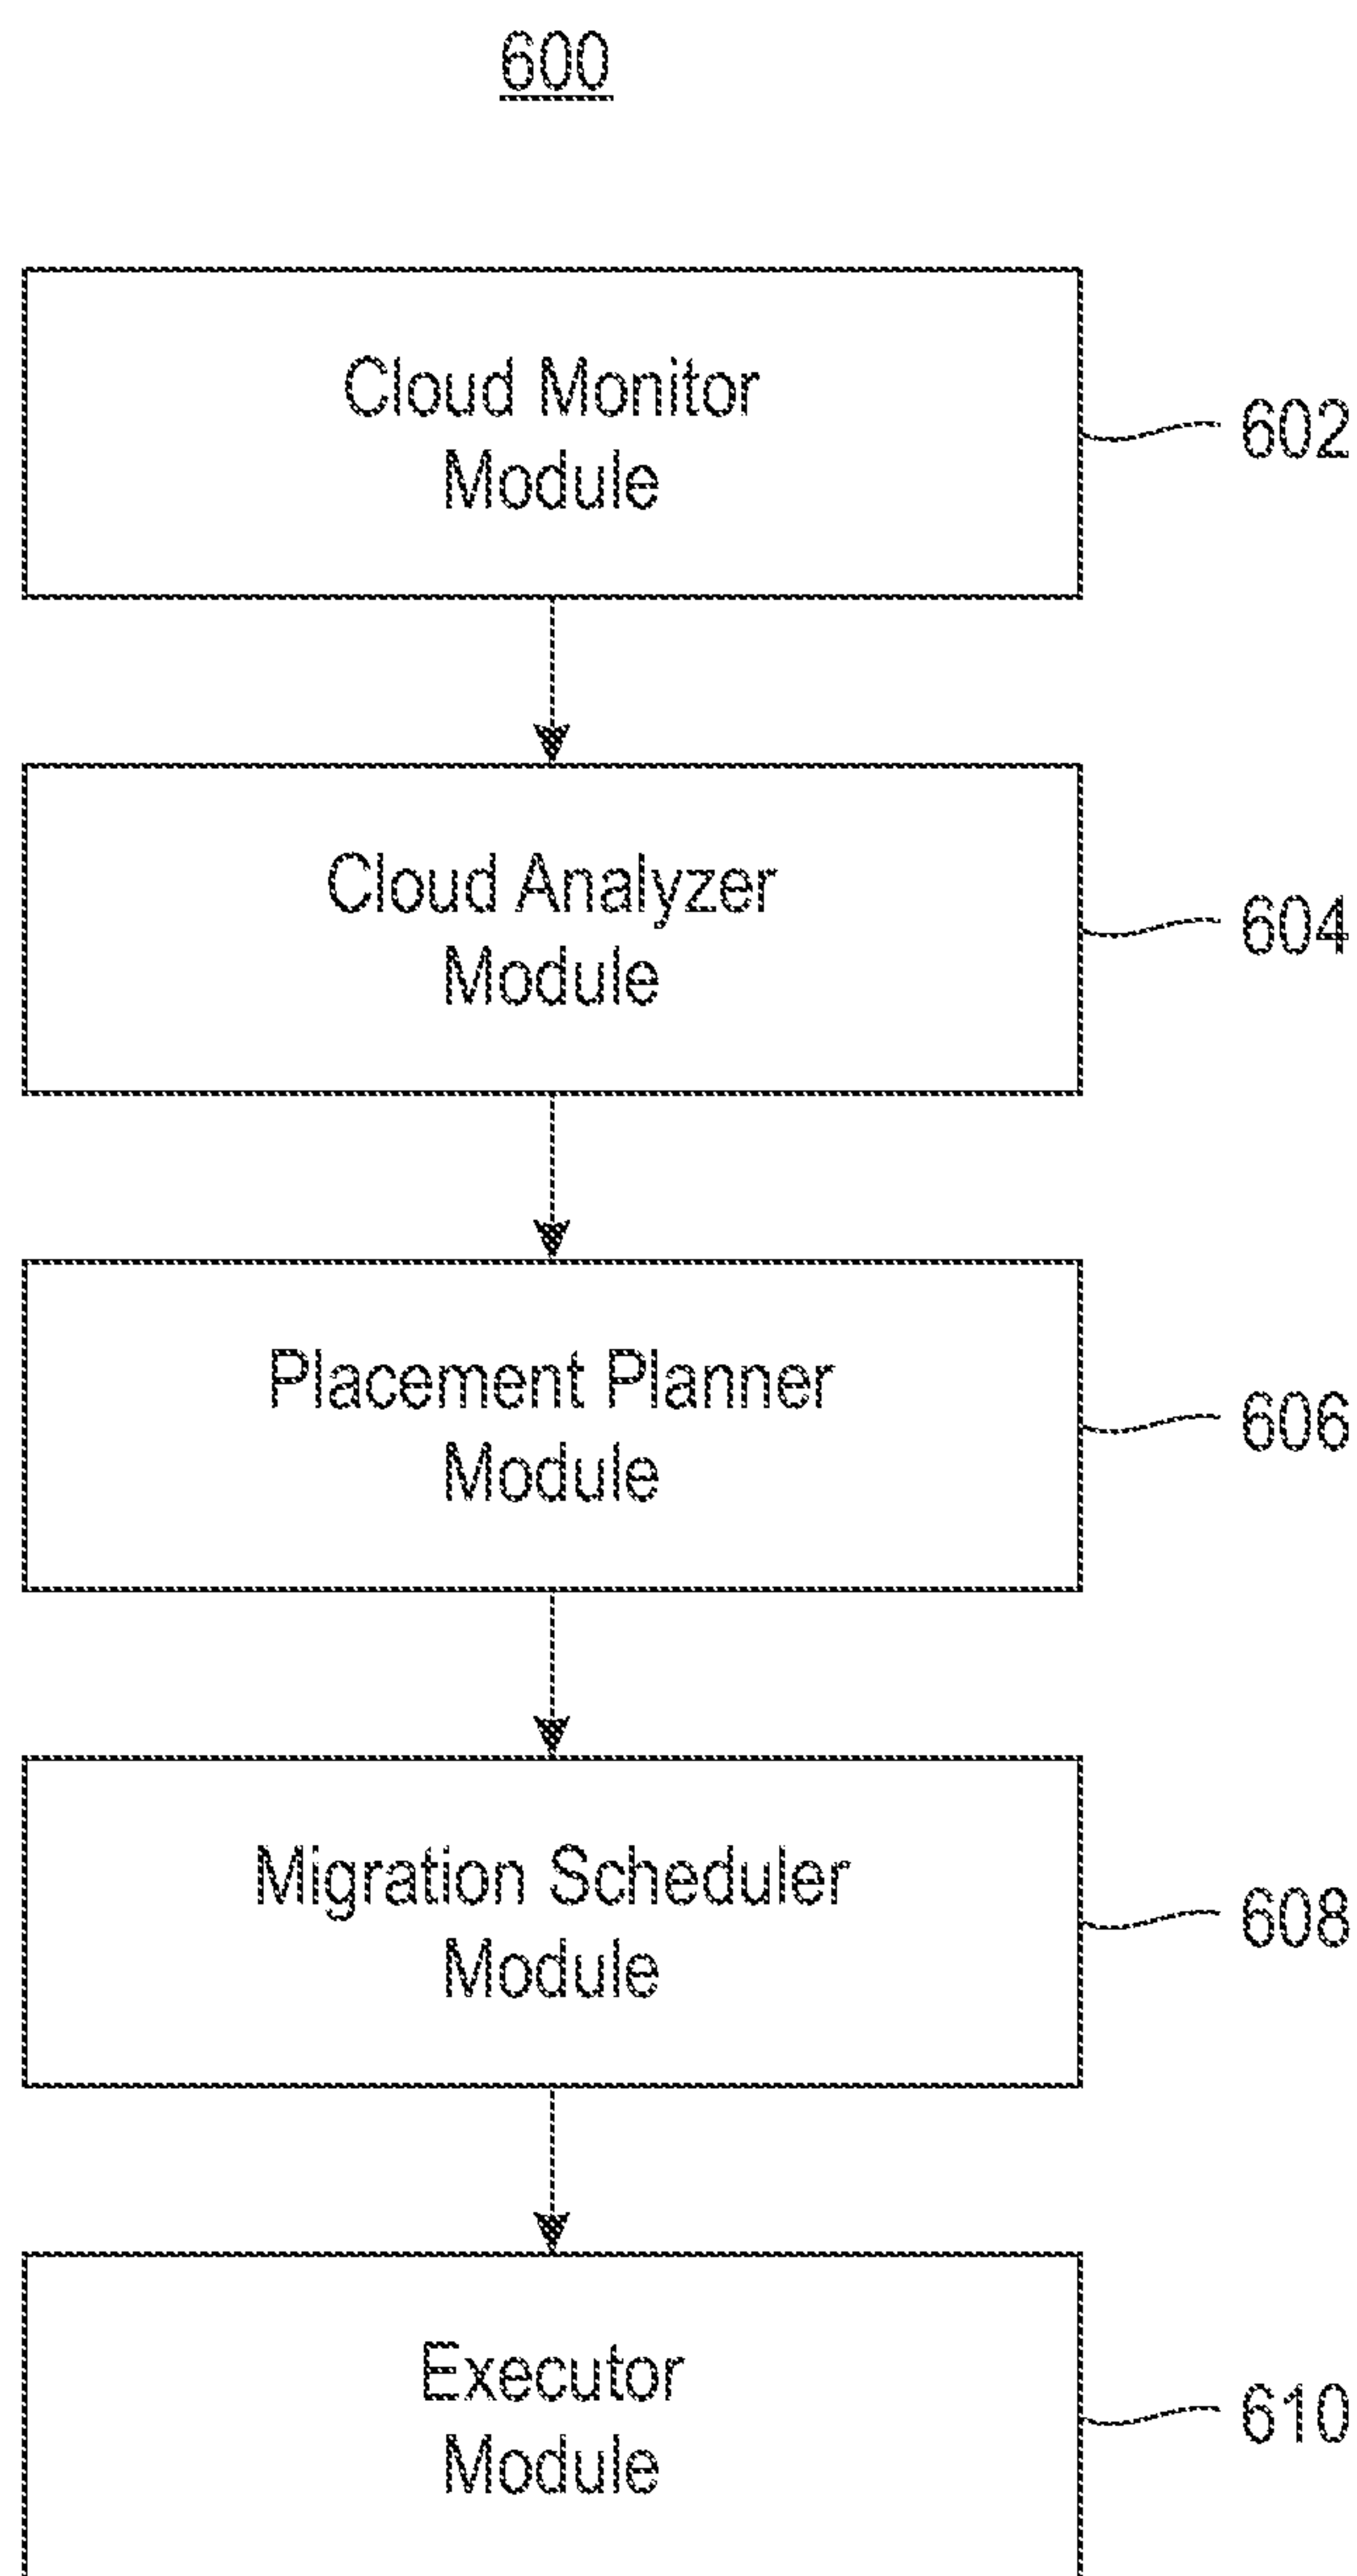 600
Cloud Monitor
Module
602
Cloud Analyzer
Module
604
Placement Planner
Module
606
Migration Scheduler
Module
608
Executor
Module
610